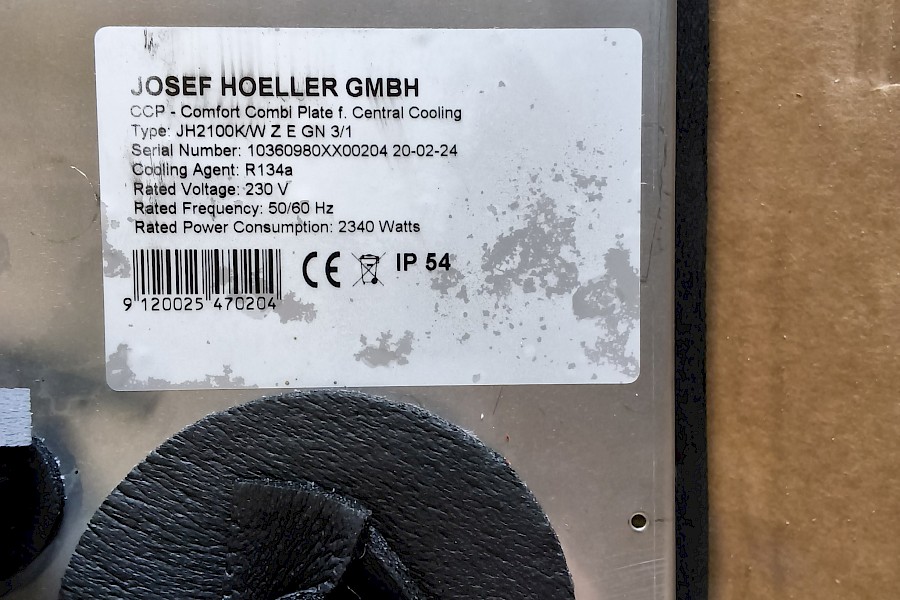 JOSEF HOELLER GMBH
CCP - Comfort Combi Plate f. Central Cooling
Type: JH2100K/W Z E GN 3/1
Serial Number: 10360980XX00204 20-02-24
Cooling Agent: R134a
Rated Voltage: 230 V
Rated Frequency: 50/60 Hz
Rated Power Consumption: 2340 Watts
CE IP 54
9 120025 470204